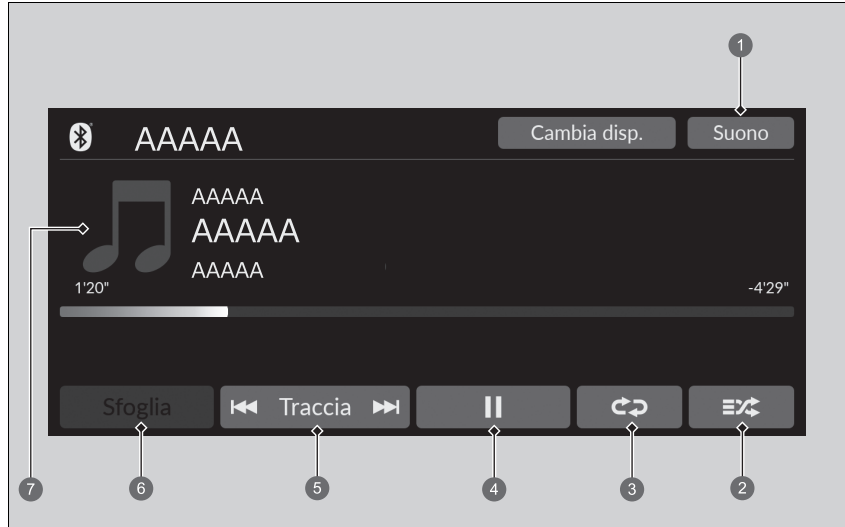 1
AAAAA Cambia disp. Suono
AAAAA
AAAAA
7
AAAAA
1'20" -4'29"
Sfoglia Traccia
6 5 4 3 2